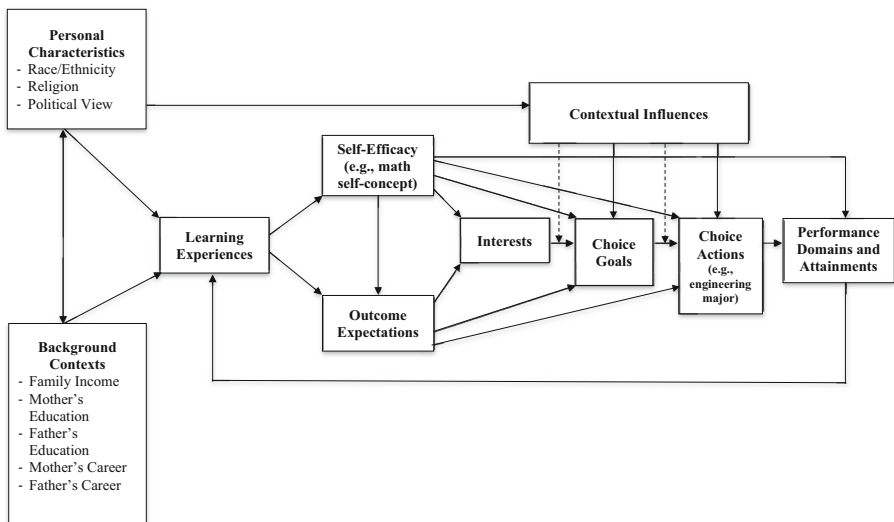 Personal
Characteristics
- Race/Ethnicity
- Religion
- Political View
Contextual Influences
Self-Efficacy
(e.g., math
self-concept)
Learning
Experiences
Interests
Choice
Goals
Choice
Actions
(e.g.,
engineering
major)
Performance
Domains and
Attainments
Outcome
Expectations
Background
Contexts
- Family Income
- Mother's
Education
- Father's
Education
- Mother's Career
- Father's Career